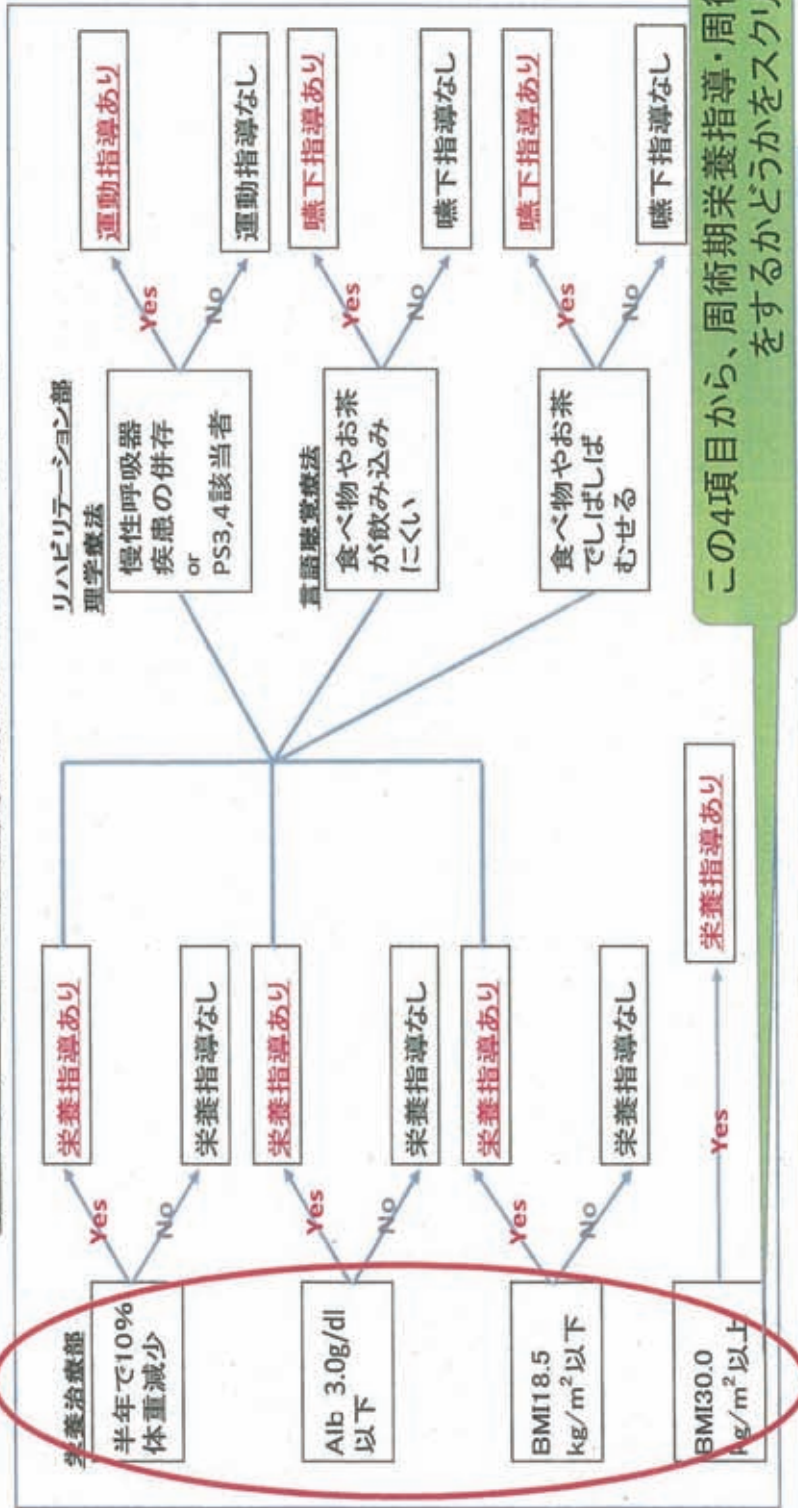 栄養治療部
半年で10%
体重減少
Yes
No
栄養指導あり
栄養指導なし
Alb 3.0g/dl
以下
Yes
No
栄養指導あり
栄養指導なし
BMI18.5
kg/m²以下
Yes
No
栄養指導あり
栄養指導なし
BMI30.0
kg/m²以上
Yes
栄養指導あり
リハビリテーション部
理学療法
慢性呼吸器
疾患の併存
or
PS3,4該当者
Yes
No
運動指導あり
運動指導なし
言語聴覚療法
食べ物やお茶
が飲み込み
にくい
Yes
No
嚥下指導あり
嚥下指導なし
食べ物やお茶
でしばしば
むせる
Yes
No
嚥下指導あり
嚥下指導なし
この4項目から、周術期栄養指導・周術
をするかどうかをスクリ